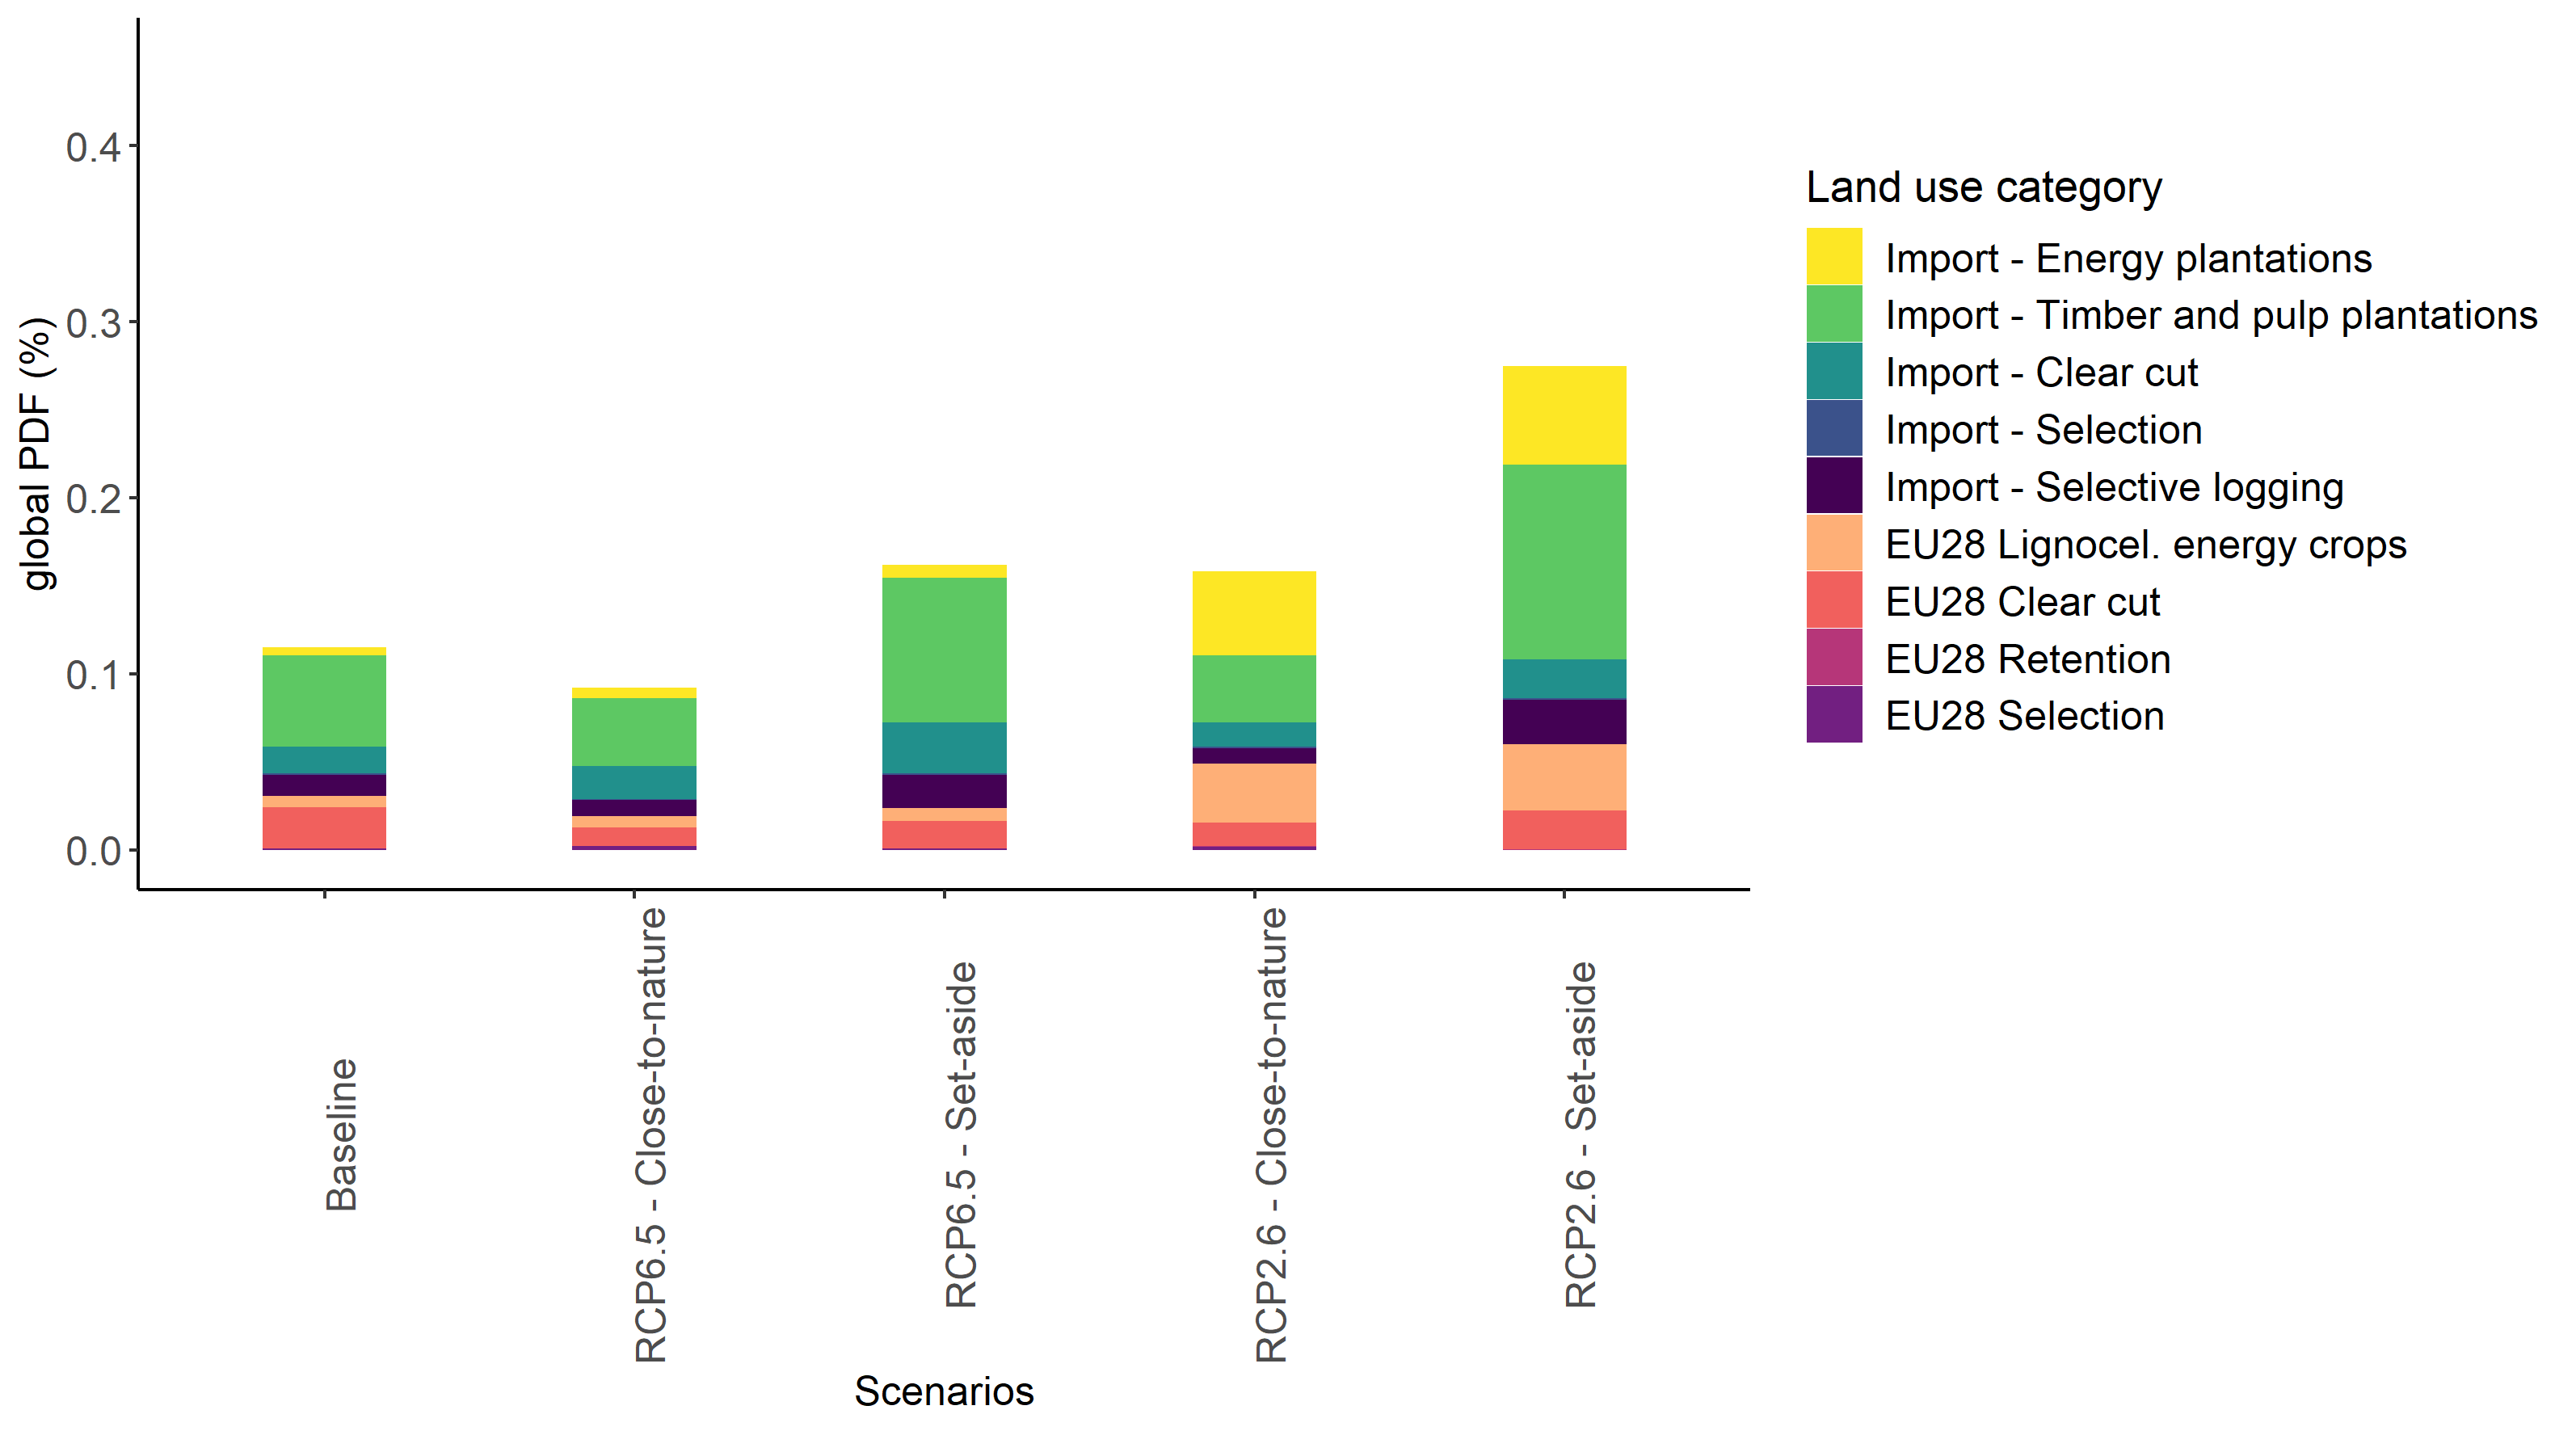 global PDF (%)
0.4
0.3
0.2
0.1
0.0
Baseline
RCP6.5 - Close-to-nature
RCP6.5 - Set-aside
RCP2.6 - Close-to-nature
RCP2.6 - Set-aside
Scenarios
Land use category
Import - Energy plantations
Import - Timber and pulp plantations
Import - Clear cut
Import - Selection
Import - Selective logging
EU28 Lignocel. energy crops
EU28 Clear cut
EU28 Retention
EU28 Selection